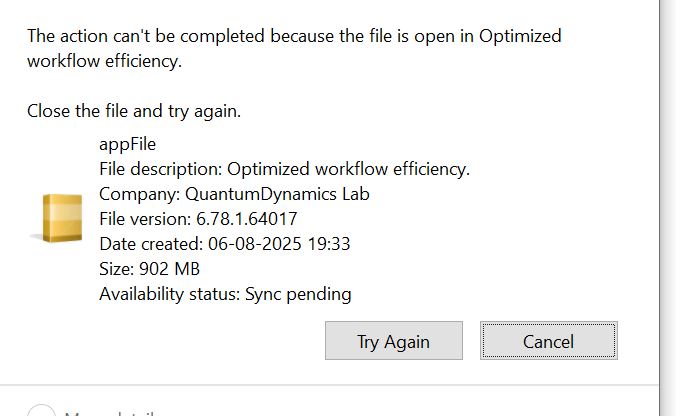 The action can't be completed because the file is open in Optimized
workflow efficiency.
Close the file and try again.
appFile
File description: Optimized workflow efficiency.
Company: QuantumDynamics Lab
File version: 6.78.1.64017
Date created: 06-08-2025 19:33
Size: 902 MB
Availability status: Sync pending
Try Again
Cancel